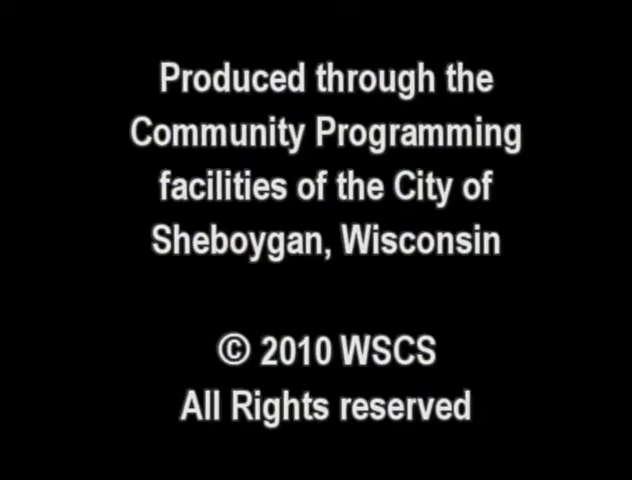 Produced through the
Community Programming
facilities of the City of
Sheboygan, Wisconsin
© 2010 WSCS
All Rights reserved